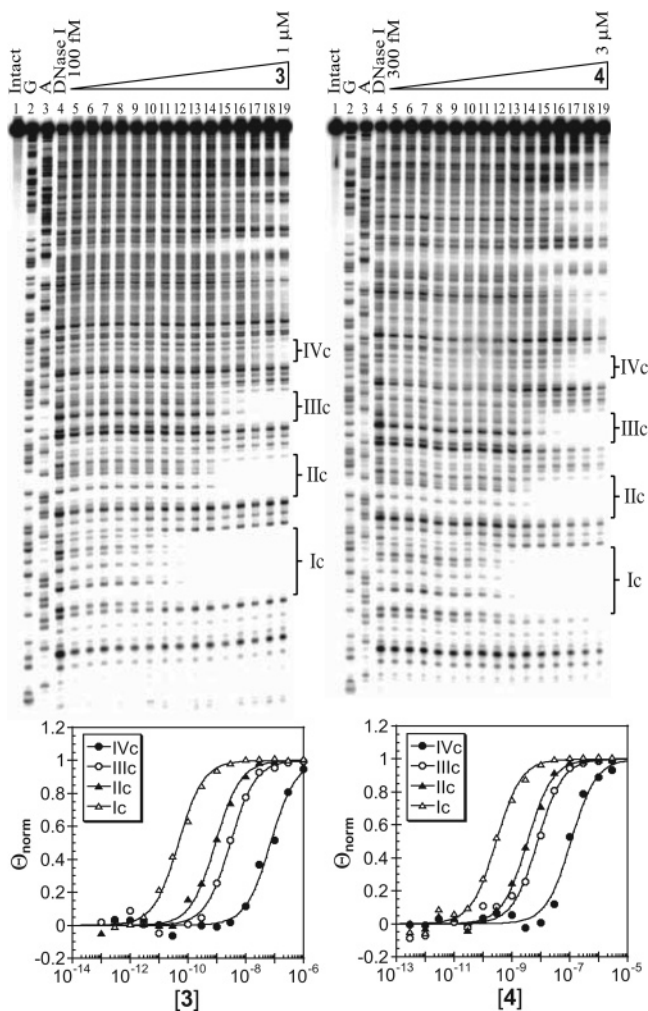 Intact
G
A
DNase I
100 fM
1 µM
3
1 2 3 4 5 6 7 8 9 10 11 12 13 14 15 16 17 18 19
IVc
IIIc
IIc
Ic
Intact
G
A
DNase I
300 fM
3 µM
4
1 2 3 4 5 6 7 8 9 10 11 12 13 14 15 16 17 18 19
IVc
IIIc
IIc
Ic
1.2
1
0.8
0.6
0.4
0.2
0
-0.2
Θnorm
IVc
IIIc
IIc
Ic
10-14 10-12 10-10 10-8 10-6
[3]
1.2
1
0.8
0.6
0.4
0.2
0
-0.2
Θnorm
IVc
IIIc
IIc
Ic
10-13 10-11 10-9 10-7 10-5
[4]